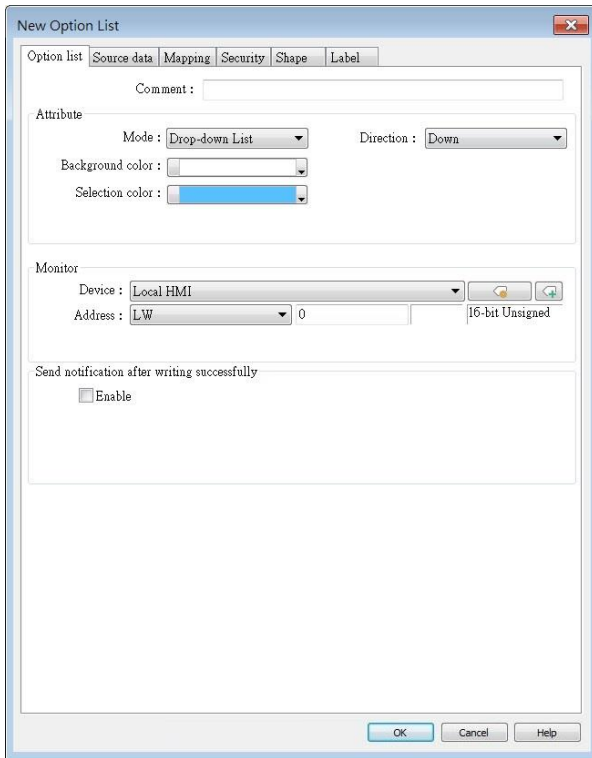 New Option List
Option list Source data Mapping Security Shape Label
Comment :
Attribute
Mode : Drop-down List Direction : Down
Background color :
Selection color :
Monitor
Device : Local HMI
Address : LW 0 16-bit Unsigned
Send notification after writing successfully
Enable
OK Cancel Help